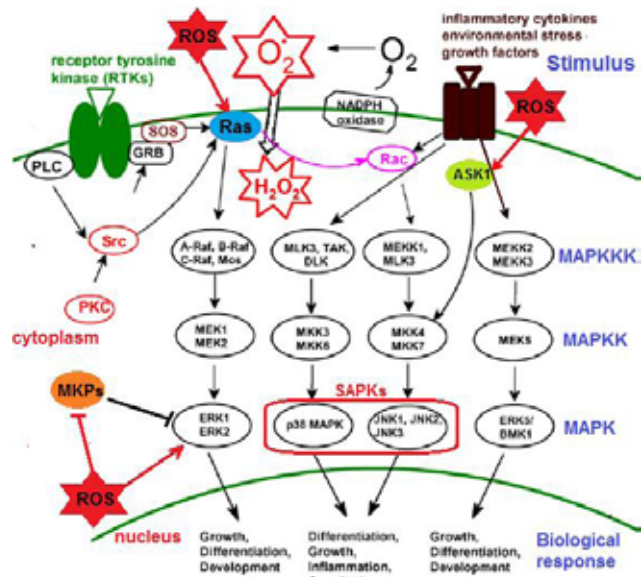 ROS
O₂˙
O₂
inflammatory cytokines
environmental stress
growth factors
Stimulus
receptor tyrosine
kinase (RTKs)
NADPH
oxidase
ROS
SOS
Ras
GRB
PLC
Rac
ASK1
H₂O₂
Src
A-Raf, B-Raf
C-Raf, Mos
MLK3, TAK,
DLK
MEKK1,
MLK3
MEKK2
MEKK3
MAPKKK
PKC
cytoplasm
MEK1
MEK2
MKK3
MKK6
MKK4
MKK7
MEK5
MAPKK
SAPKs
MKPs
ERK1
ERK2
p38 MAPK
JNK1, JNK2,
JNK3
ERK5/
BMK1
MAPK
ROS
nucleus
Growth,
Differentiation,
Development
Differentiation,
Growth,
Inflammation,
Growth,
Differentiation,
Development
Biological
response